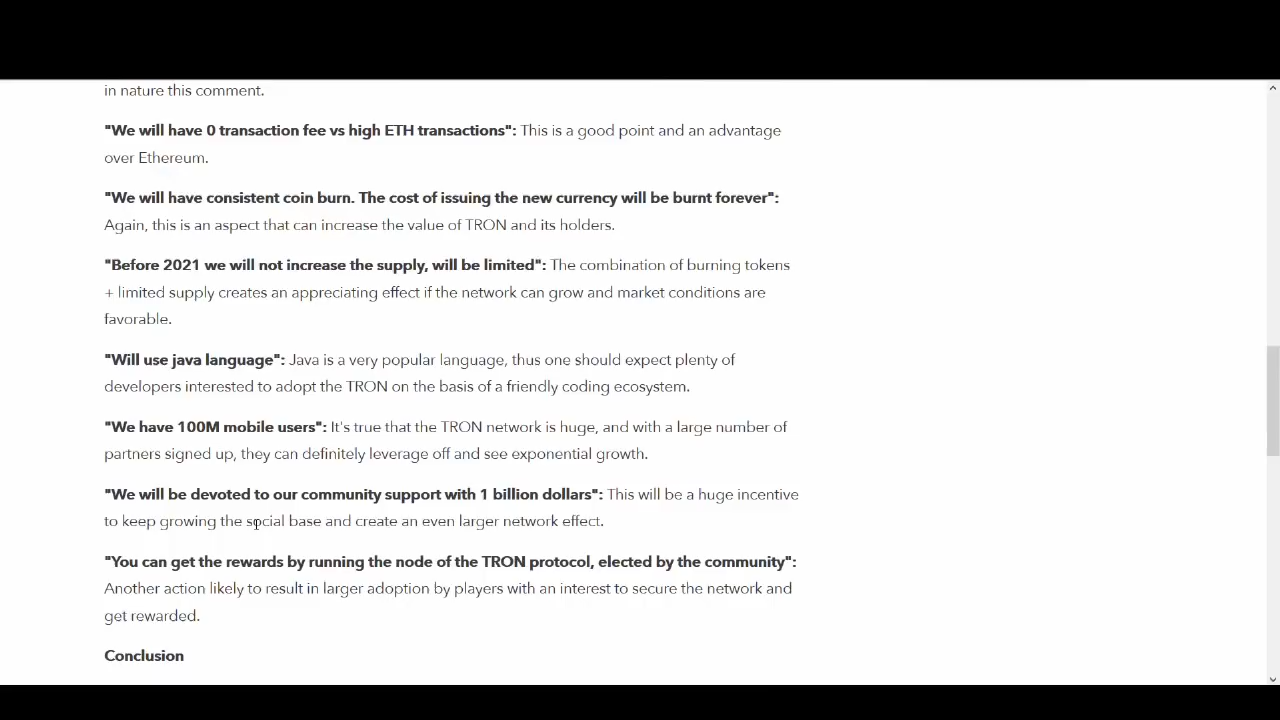 in nature this comment.
"We will have 0 transaction fee vs high ETH transactions": This is a good point and an advantage
over Ethereum.
"We will have consistent coin burn. The cost of issuing the new currency will be burnt forever":
Again, this is an aspect that can increase the value of TRON and its holders.
"Before 2021 we will not increase the supply, will be limited": The combination of burning tokens
+ limited supply creates an appreciating effect if the network can grow and market conditions are
favorable.
"Will use java language": Java is a very popular language, thus one should expect plenty of
developers interested to adopt the TRON on the basis of a friendly coding ecosystem.
"We have 100M mobile users": It's true that the TRON network is huge, and with a large number of
partners signed up, they can definitely leverage off and see exponential growth.
"We will be devoted to our community support with 1 billion dollars": This will be a huge incentive
to keep growing the social base and create an even larger network effect.
"You can get the rewards by running the node of the TRON protocol, elected by the community":
Another action likely to result in larger adoption by players with an interest to secure the network and
get rewarded.
Conclusion